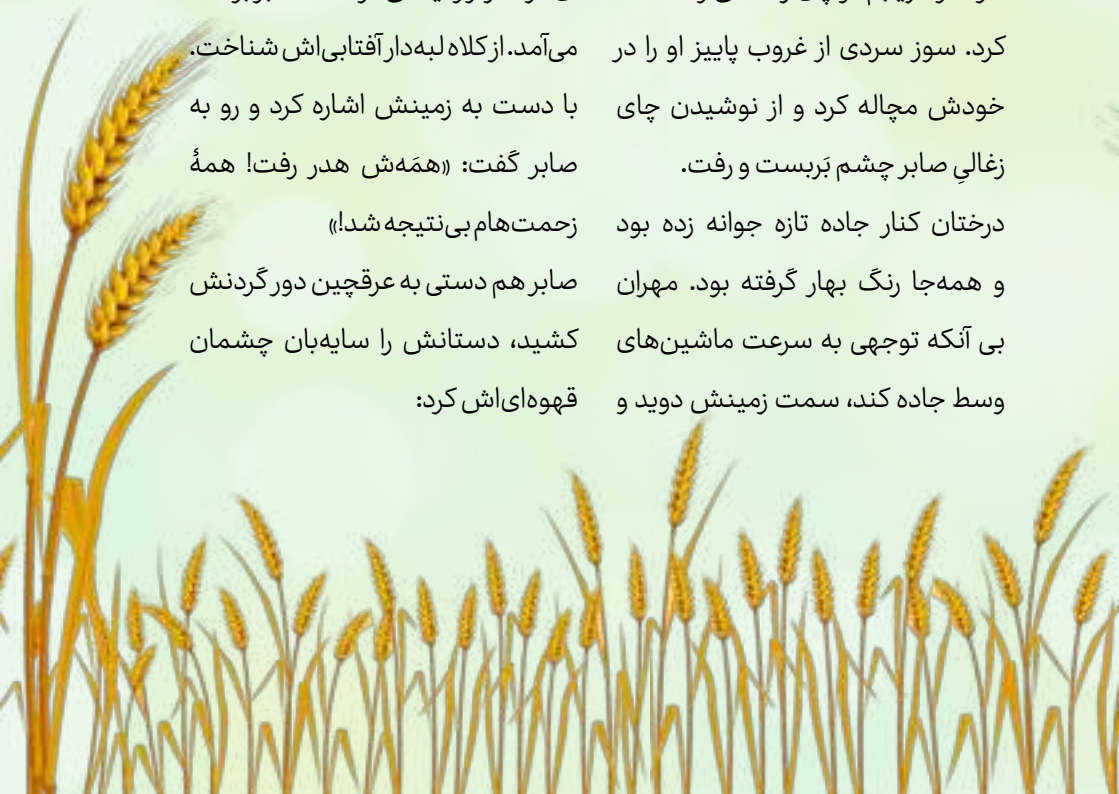 کرد. سوز سردی از غروب پاییز او را در
خودش مچاله کرد و از نوشیدن چای
زغالیِ صابر چشم بَربست و رفت.
درختان کنار جاده تازه جوانه زده بود
و همه‌جا رنگ بهار گرفته بود. مهران
بی آنکه توجهی به سرعت ماشین‌های
وسط جاده کند، سمت زمینش دوید و
می‌آمد. از کلاه لبه‌دار آفتابی‌اش شناخت.
با دست به زمینش اشاره کرد و رو به
صابر گفت: «همَه‌ش هدر رفت! همهٔ
زحمت‌هام بی‌نتیجه شد!»
صابر هم دستی به عرقچین دور گردنش
کشید، دستانش را سایه‌بان چشمان
قهوه‌ای‌اش کرد: